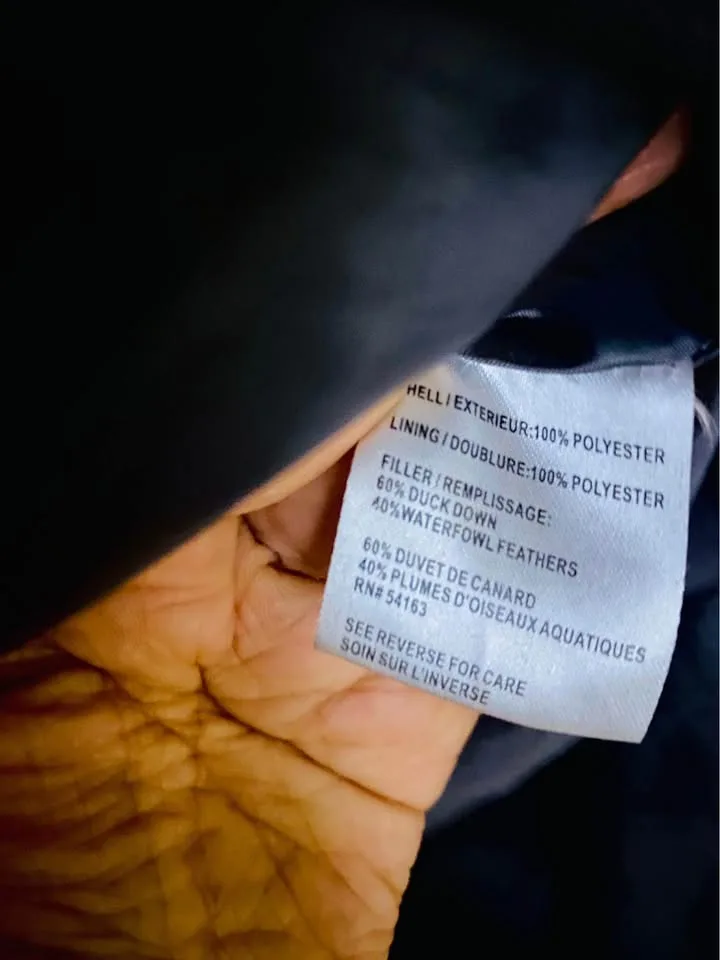 HELL / EXTERIEUR:100% POLYESTER
LINING / DOUBLURE:100% POLYESTER
FILLER / REMPLISSAGE:
60% DUCK DOWN
40%WATERFOWL FEATHERS
60% DUVET DE CANARD
40% PLUMES D'OISEAUX AQUATIQUES
RN# 54163
SEE REVERSE FOR CARE
SOIN SUR L'INVERSE